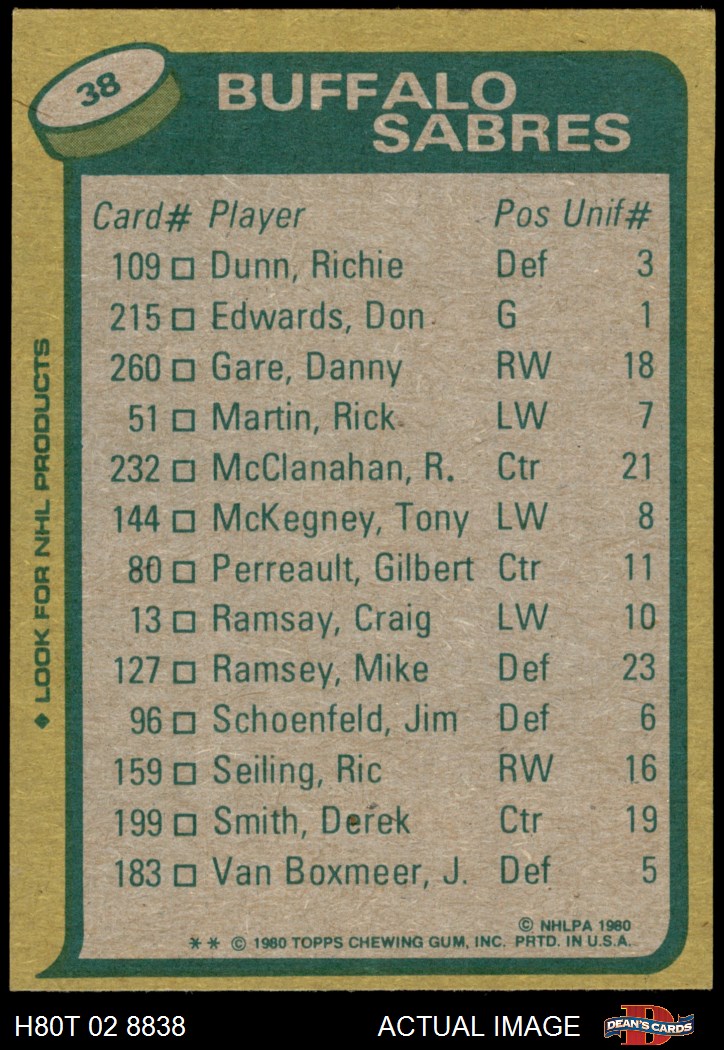 38
BUFFALO
SABRES
Card# Player Pos Unif#
109 □ Dunn, Richie Def 3
215 □ Edwards, Don G 1
260 □ Gare, Danny RW 18
51 □ Martin, Rick LW 7
232 □ McClanahan, R. Ctr 21
144 □ McKegney, Tony LW 8
80 □ Perreault, Gilbert Ctr 11
13 □ Ramsay, Craig LW 10
127 □ Ramsey, Mike Def 23
96 □ Schoenfeld, Jim Def 6
159 □ Seiling, Ric RW 16
199 □ Smith, Derek Ctr 19
183 □ Van Boxmeer, J. Def 5
© NHLPA 1980
** © 1980 TOPPS CHEWING GUM, INC. PRTD. IN U.S.A.
◆ LOOK FOR NHL PRODUCTS
H80T 02 8838 ACTUAL IMAGE D DEAN'S CARDS